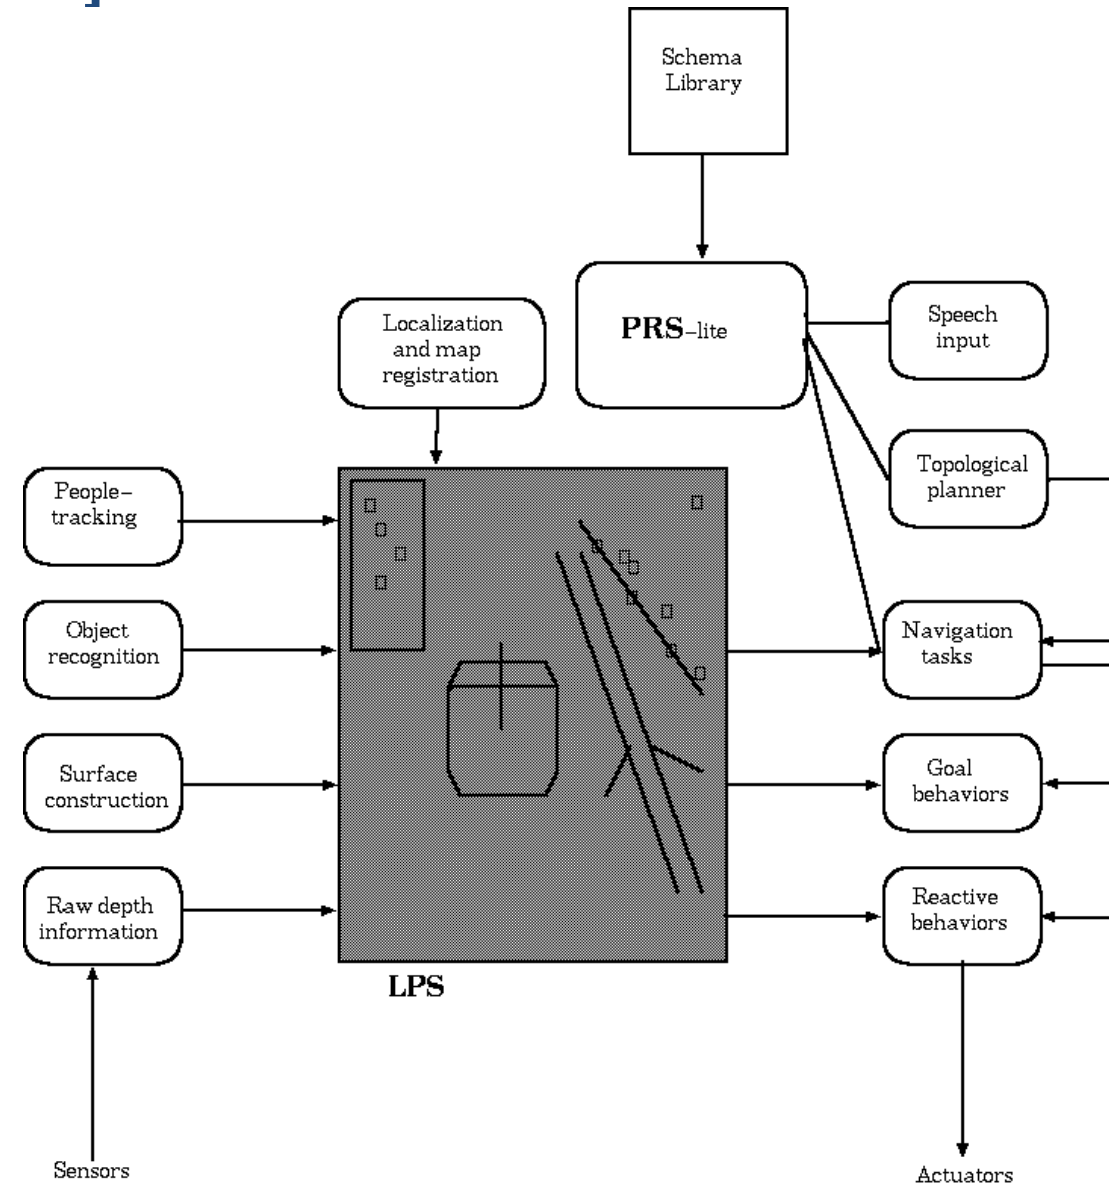 Schema
Library
PRS-lite
Speech
input
Localization
and map
registration
Topological
planner
People-
tracking
Object
recognition
Navigation
tasks
Surface
construction
Goal
behaviors
Raw depth
information
Reactive
behaviors
LPS
Sensors
Actuators